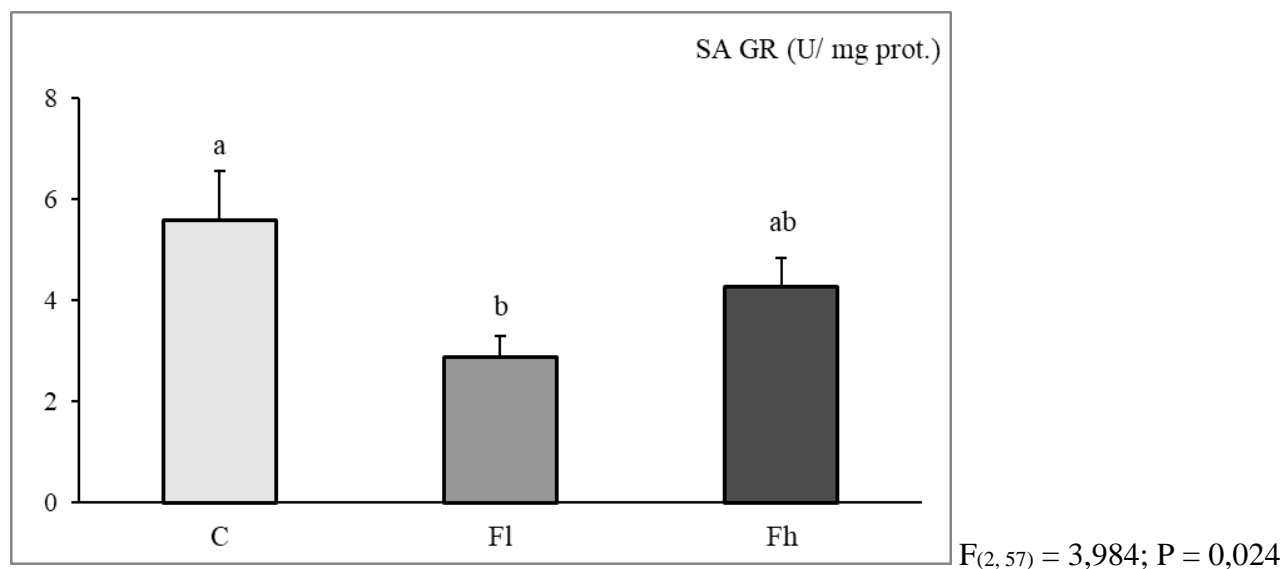 SA GR (U/ mg prot.)
8
a
6
ab
4
b
2
0
C Fl Fh
F(2, 57) = 3,984; P = 0,024